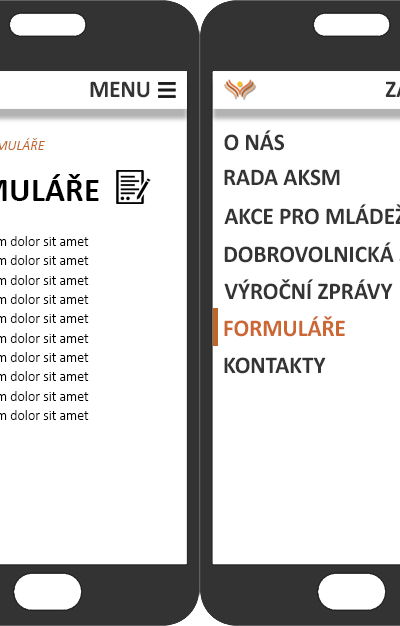 MENU
MULÁŘE
MULÁŘE
m dolor sit amet
m dolor sit amet
m dolor sit amet
m dolor sit amet
m dolor sit amet
m dolor sit amet
m dolor sit amet
m dolor sit amet
m dolor sit amet
m dolor sit amet
ZA
O NÁS
RADA AKSM
AKCE PRO MLÁDEŽ
DOBROVOLNICKÁ
VÝROČNÍ ZPRÁVY
FORMULÁŘE
KONTAKTY